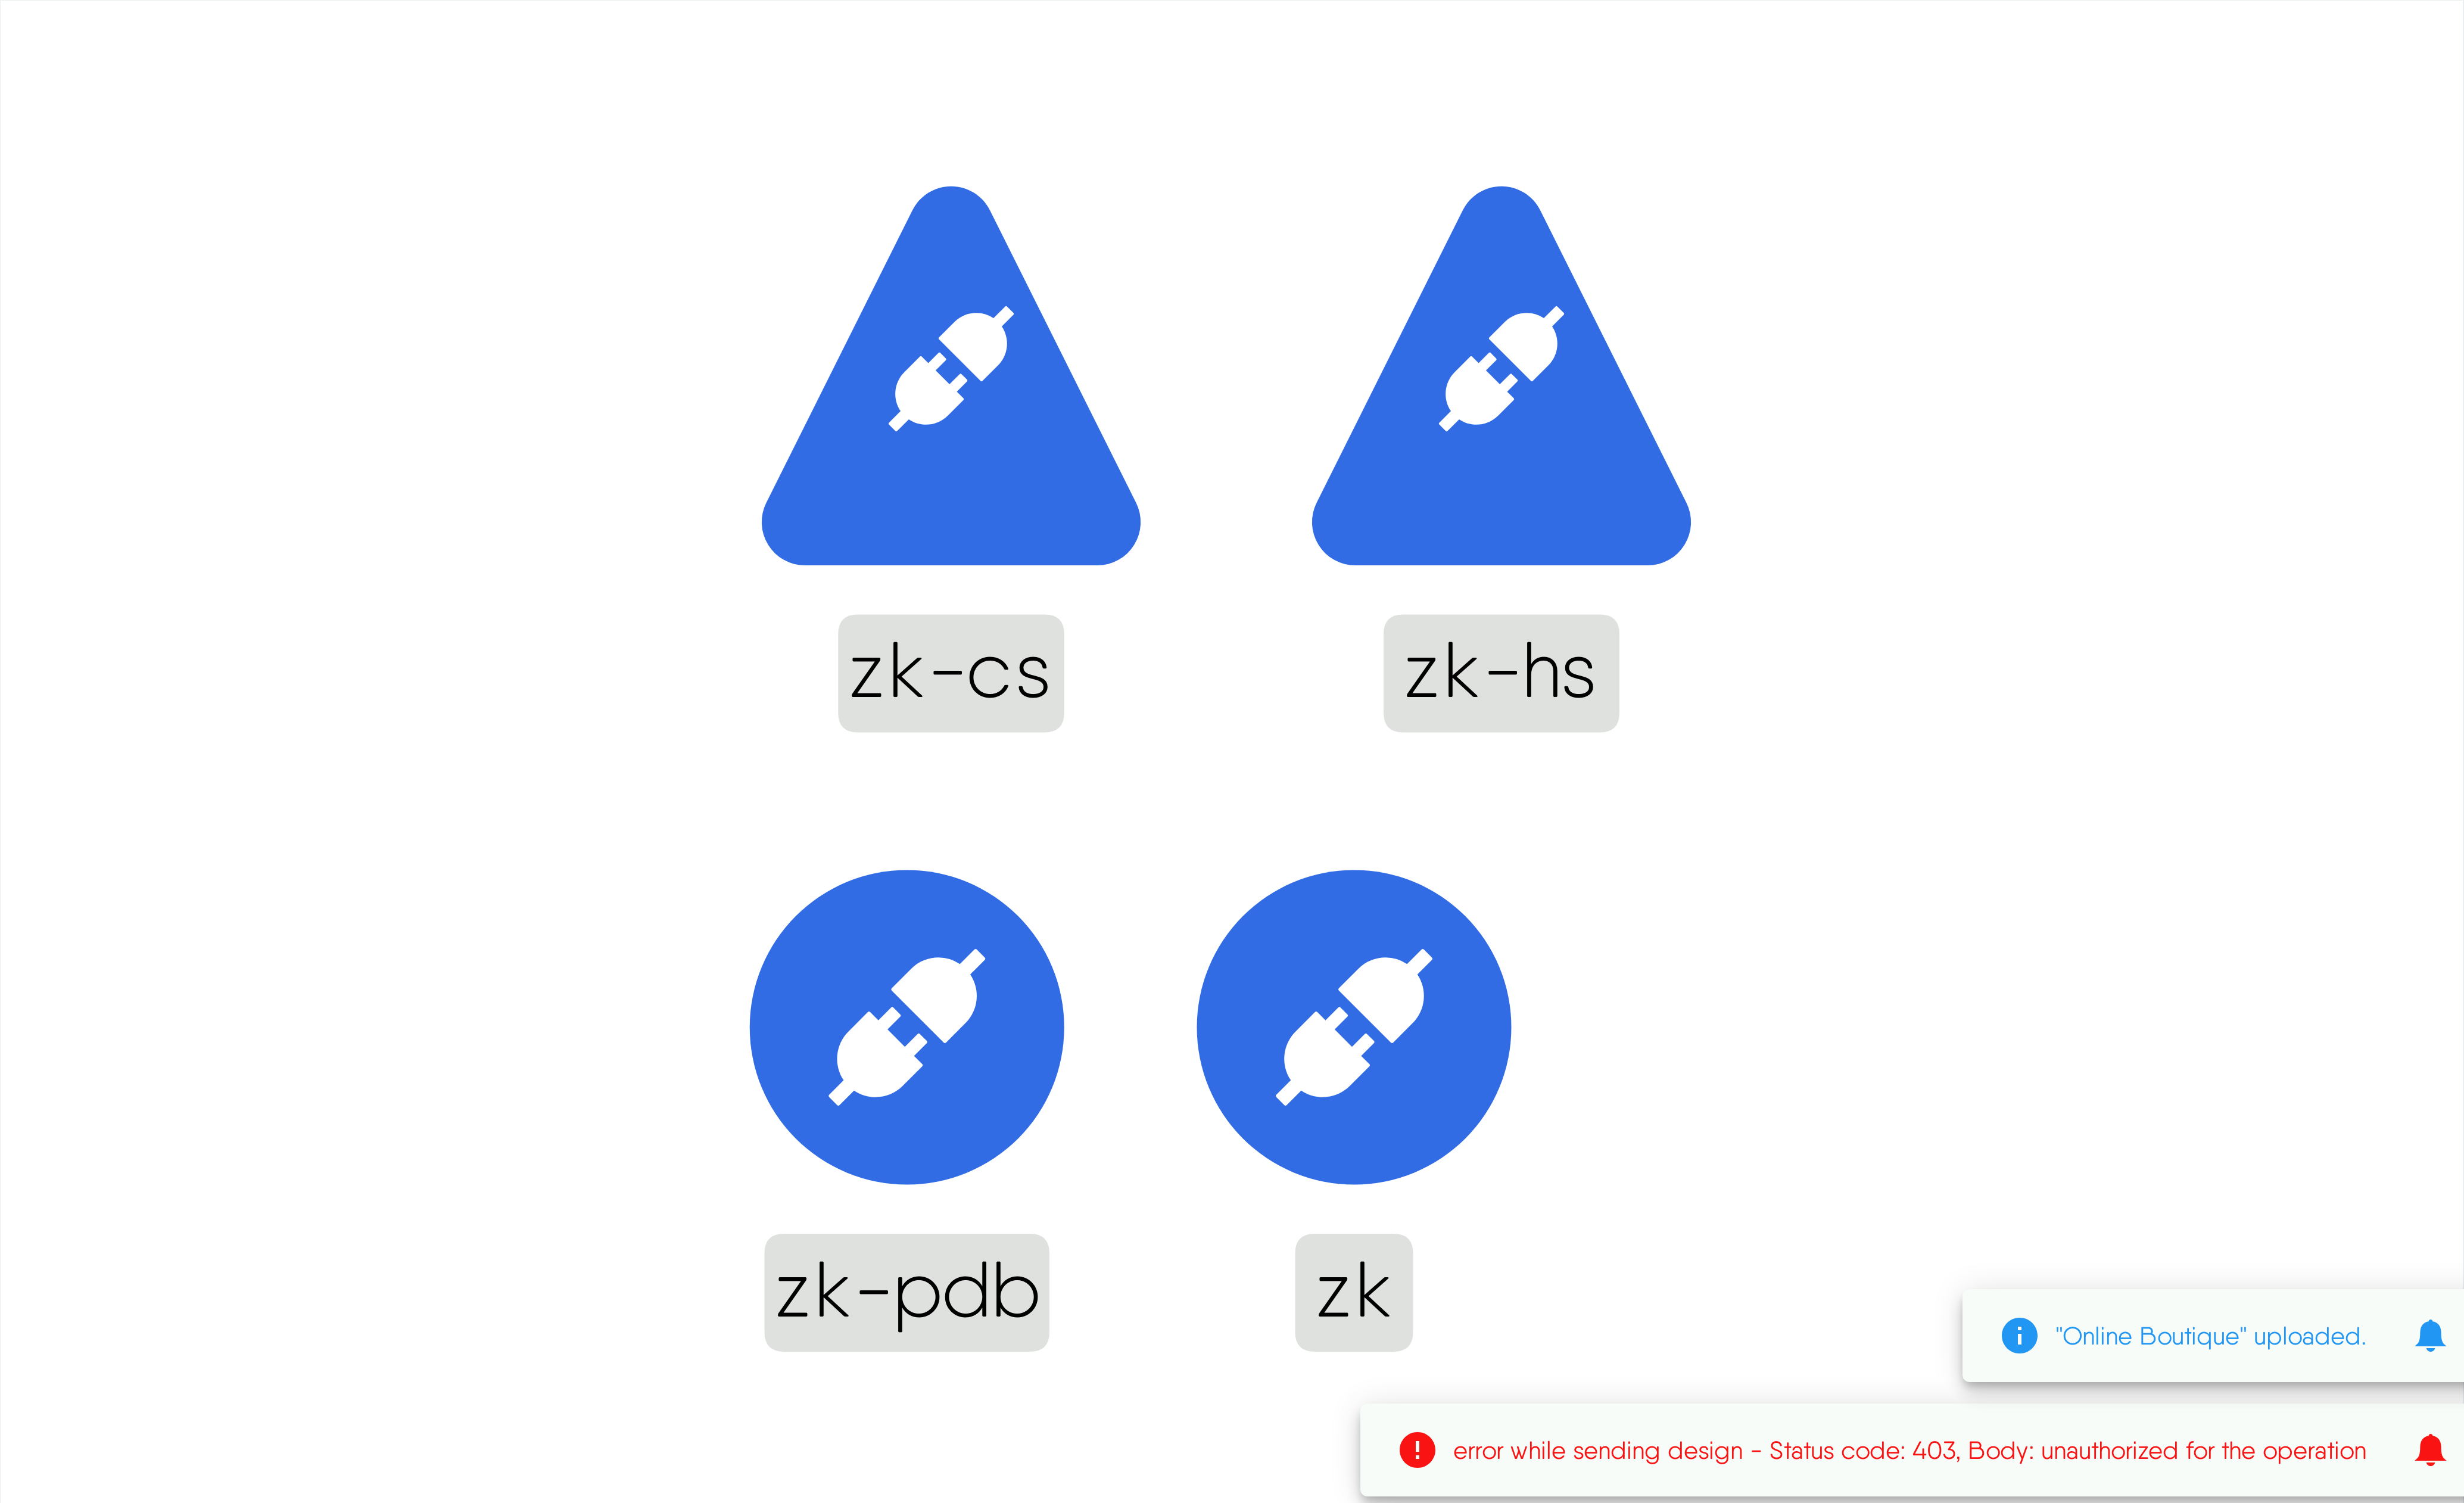 zk-cs
zk-hs
zk-pdb
zk
"Online Boutique" uploaded.
error while sending design - Status code: 403, Body: unauthorized for the operation